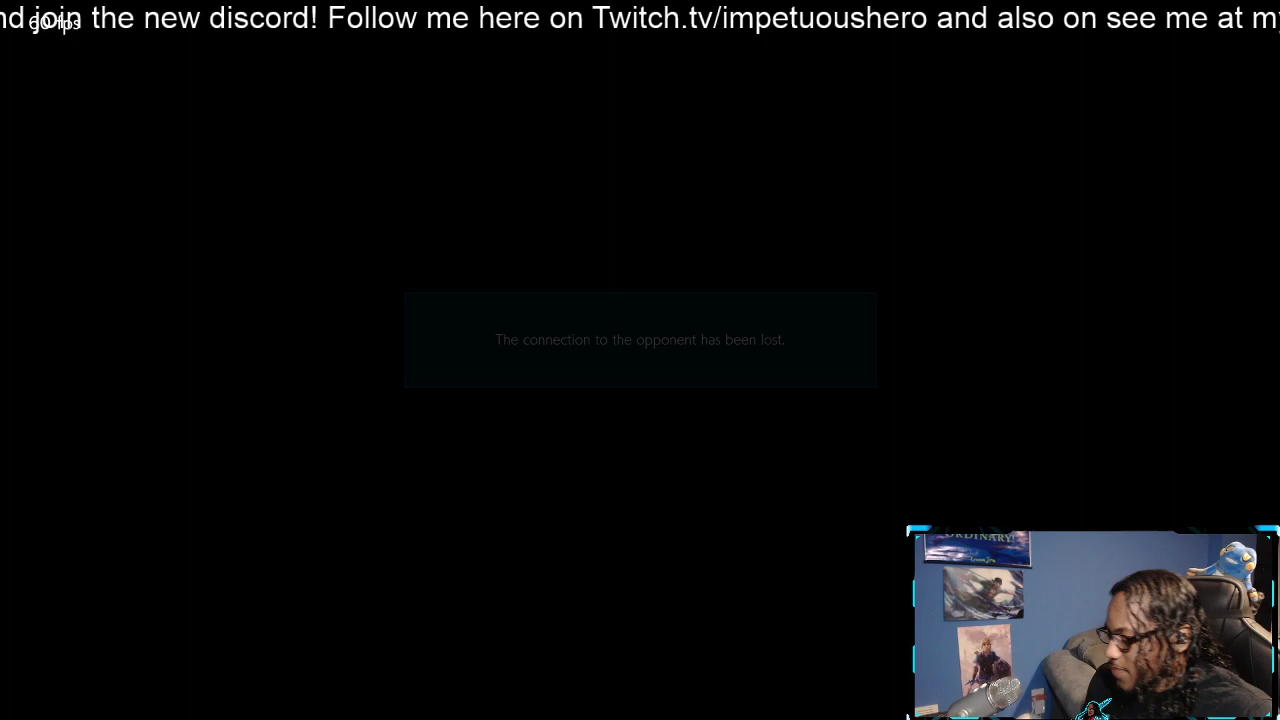 nd join the new discord! Follow me here on Twitch.tv/impetuoushero and also on see me at my
60 fps
The connection to the opponent has been lost.
ORDINARY!